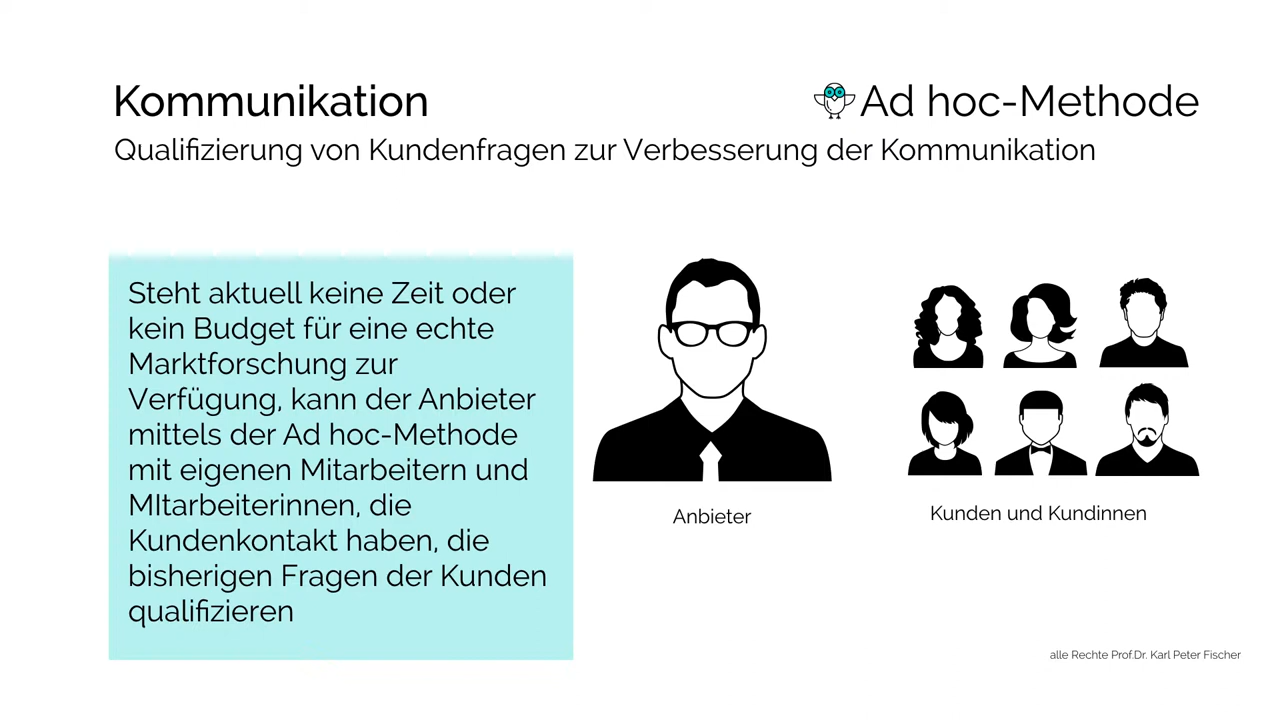 Kommunikation
Ad hoc-Methode
Qualifizierung von Kundenfragen zur Verbesserung der Kommunikation
Steht aktuell keine Zeit oder
kein Budget für eine echte
Marktforschung zur
Verfügung, kann der Anbieter
mittels der Ad hoc-Methode
mit eigenen Mitarbeitern und
MItarbeiterinnen, die
Kundenkontakt haben, die
bisherigen Fragen der Kunden
qualifizieren
Anbieter
Kunden und Kundinnen
alle Rechte Prof.Dr. Karl Peter Fischer